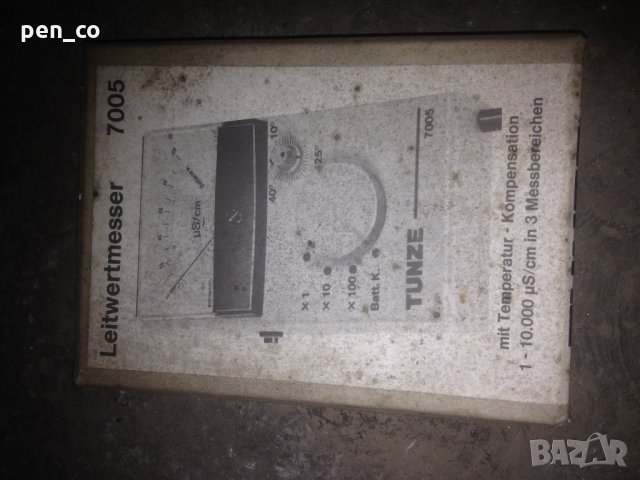 pen_co
Leitwertmesser 7005
µS/cm
10°
25°
40°
x 1
x 10
x 100
Batt. K.
TUNZE
7005
mit Temperatur - Kompensation
1 - 10.000 µS/cm in 3 Messbereichen
BAZAR